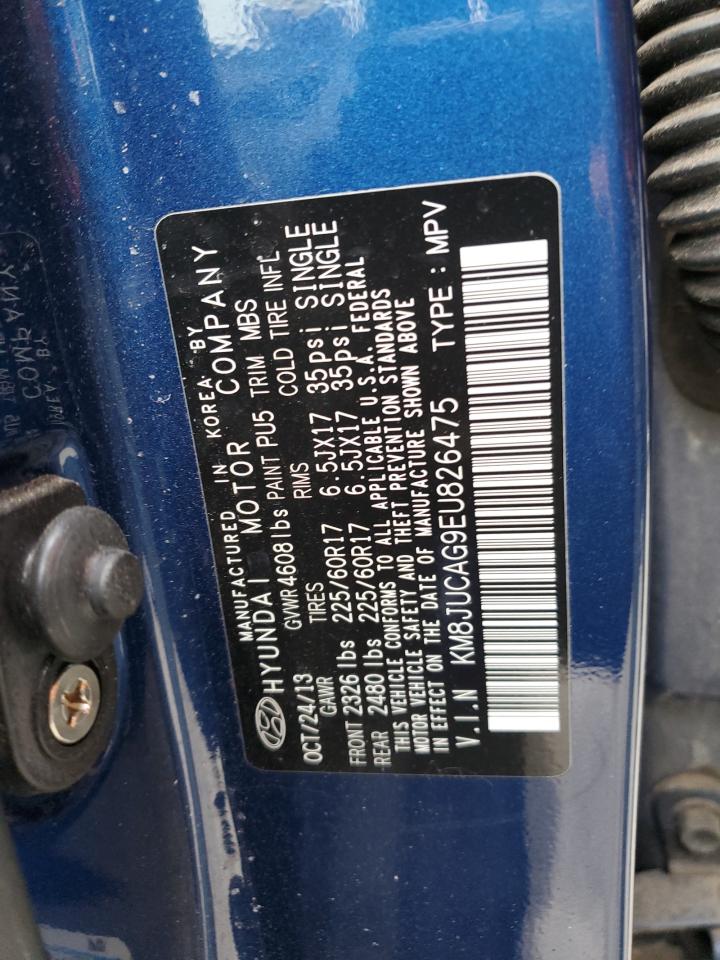 MANUFACTURED IN KOREA BY
HYUNDAI MOTOR COMPANY
OCT/24/13 GVWR4608lbs PAINT PU5 TRIM MBS
GAWR TIRES RIMS COLD TIRE INFL
FRONT 2326 lbs 225/60R17 6.5JX17 35psi SINGLE
REAR 2480 lbs 225/60R17 6.5JX17 35psi SINGLE
THIS VEHICLE CONFORMS TO ALL APPLICABLE U.S.A. FEDERAL
MOTOR VEHICLE SAFETY AND THEFT PREVENTION STANDARDS
IN EFFECT ON THE DATE OF MANUFACTURE SHOWN ABOVE
V.I.N KM8JUCAG9EU826475 TYPE : MPV